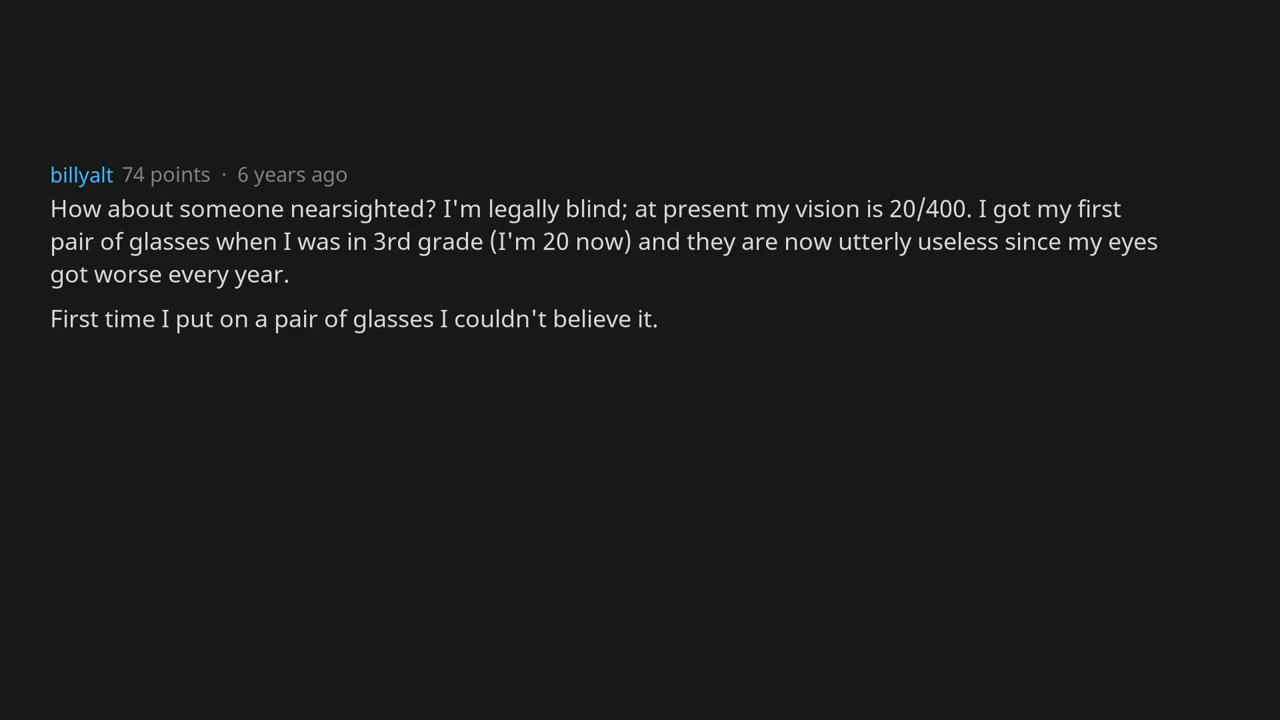 billyalt 74 points · 6 years ago
How about someone nearsighted? I'm legally blind; at present my vision is 20/400. I got my first
pair of glasses when I was in 3rd grade (I'm 20 now) and they are now utterly useless since my eyes
got worse every year.
First time I put on a pair of glasses I couldn't believe it.